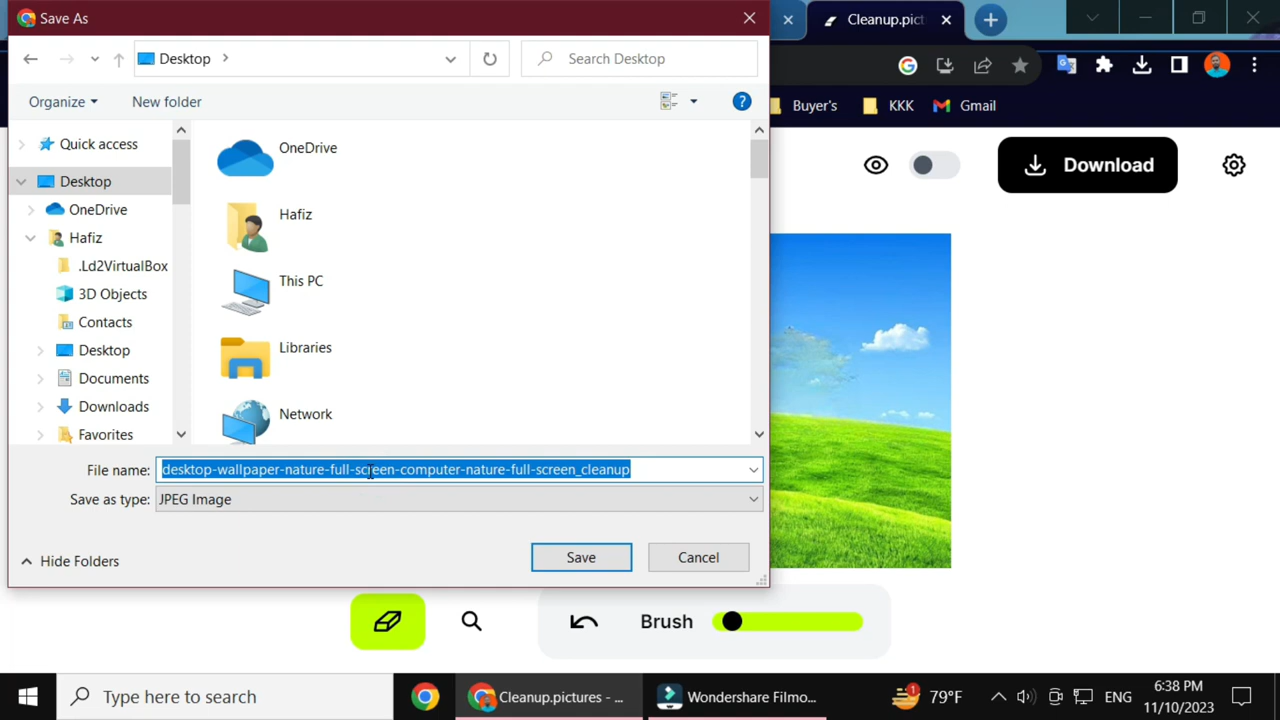 Save As
Cleanup.pict
Desktop
Search Desktop
Organize
New folder
Buyer's
KKK
Gmail
Quick access
Desktop
OneDrive
Hafiz
.Ld2VirtualBox
3D Objects
Contacts
Desktop
Documents
Downloads
Favorites
OneDrive
Hafiz
This PC
Libraries
Network
Download
File name: desktop-wallpaper-nature-full-screen-computer-nature-full-screen_cleanup
Save as type: JPEG Image
Hide Folders
Save
Cancel
Brush
Type here to search
Cleanup.pictures - ...
Wondershare Filmo...
1
79°F
ENG
6:38 PM
11/10/2023